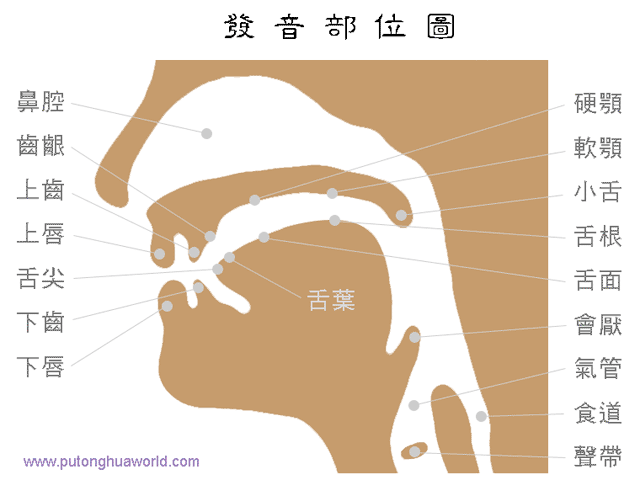 發音部位圖
鼻腔
齒齦
上齒
上唇
舌尖
下齒
下唇
舌葉
硬顎
軟顎
小舌
舌根
舌面
會厭
氣管
食道
聲帶
www.putonghuaworld.com